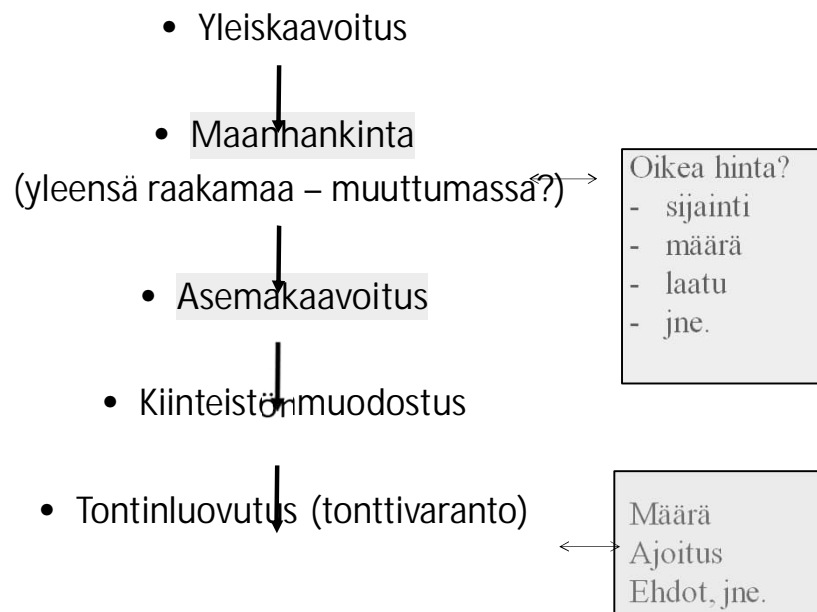 • Yleiskaavoitus
• Maanhankinta
(yleensä raakamaa – muuttumassa?)
Oikea hinta?
- sijainti
- määrä
- laatu
- jne.
• Asemakaavoitus
• Kiinteistönmuodostus
• Tontinluovutus (tonttivaranto)
Määrä
Ajoitus
Ehdot, jne.